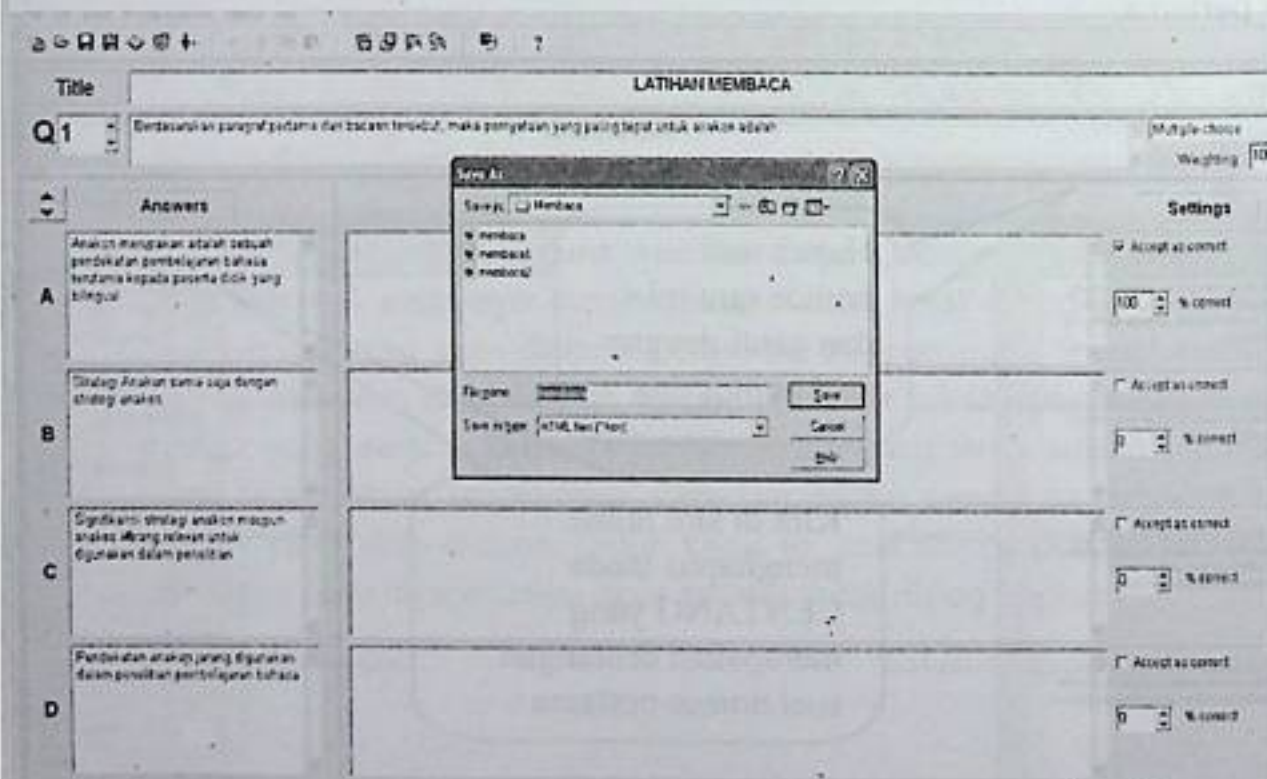 Title
LATIHAN MEMBACA
Q 1
Berdasarkan paragraf pertama dari bacaan tersebut, maka pernyataan yang paling tepat untuk anakon adalah
Multiple-choice
Weighting 10
Answers
Settings
Save As
Save in: Membaca
membaca
membaca1
membaca2
File name:
Save
Save as type: HTML files (*.htm)
Cancel
Help
A
Anakon merupakan adalah sebuah
pendekatan pembelajaran bahasa
terutama kepada peserta didik yang
bilingual
Accept as correct
100 % correct
B
Strategi Anakon sama saja dengan
strategi anakes
Accept as correct
0 % correct
C
Signifikansi strategi anakon maupun
anakes relevan untuk
digunakan dalam penelitian
Accept as correct
0 % correct
D
Pendekatan anakon jarang digunakan
dalam penelitian pembelajaran bahasa
Accept as correct
0 % correct